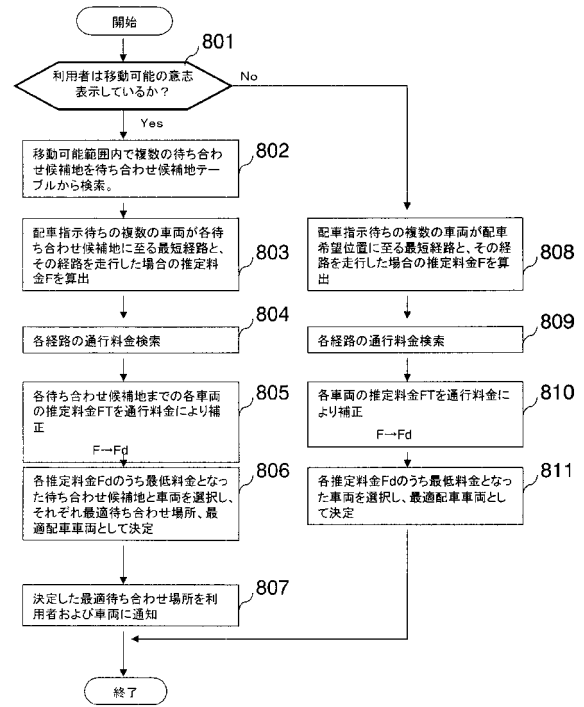 開始
801
利用者は移動可能の意志
表示しているか？
No
Yes
802
移動可能範囲内で複数の待ち合わ
せ候補地を待ち合わせ候補地テー
ブルから検索。
803
配車指示待ちの複数の車両が各待
ち合わせ候補地に至る最短経路と、
その経路を走行した場合の推定料
金Fを算出
804
各経路の通行料金検索
805
各待ち合わせ候補地までの各車両
の推定料金FTを通行料金により補
正
F→Fd
806
各推定料金Fdのうち最低料金となっ
た待ち合わせ候補地と車両を選択し、
それぞれ最適待ち合わせ場所、最
適配車車両として決定
807
決定した最適待ち合わせ場所を利
用者および車両に通知
808
配車指示待ちの複数の車両が配車
希望位置に至る最短経路と、その経
路を走行した場合の推定料金Fを算
出
809
各経路の通行料金検索
810
各車両の推定料金FTを通行料金に
より補正
F→Fd
811
各推定料金Fdのうち最低料金となっ
た車両を選択し、最適配車車両とし
て決定
終了